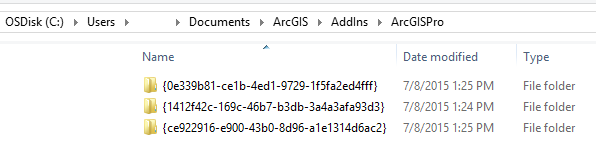 OSDisk (C:) Users Documents ArcGIS AddIns ArcGISPro
Name Date modified Type
{0e339b81-ce1b-4ed1-9729-1f5fa2ed4fff} 7/8/2015 1:25 PM File folder
{1412f42c-169c-46b7-b3db-3a4a3afa93d3} 7/8/2015 1:24 PM File folder
{ce922916-e900-43b0-8d96-a1e1314d6ac2} 7/8/2015 1:25 PM File folder